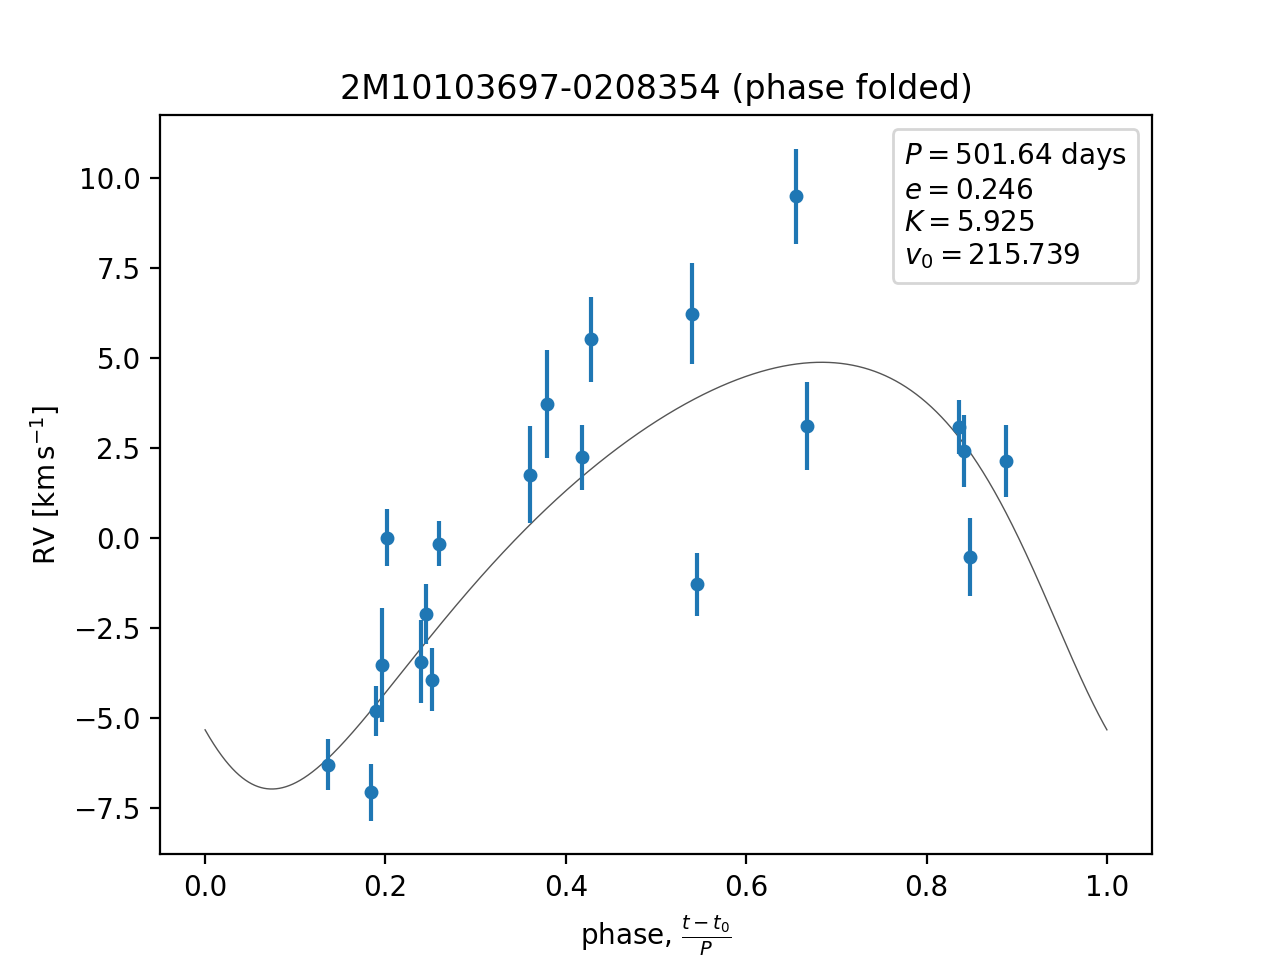 2M10103697-0208354 (phase folded)
P = 501.64 days
e = 0.246
K = 5.925
v₀ = 215.739
10.0
7.5
5.0
2.5
0.0
−2.5
−5.0
−7.5
RV [km s⁻¹]
0.0 0.2 0.4 0.6 0.8 1.0
phase, (t − t₀)/P